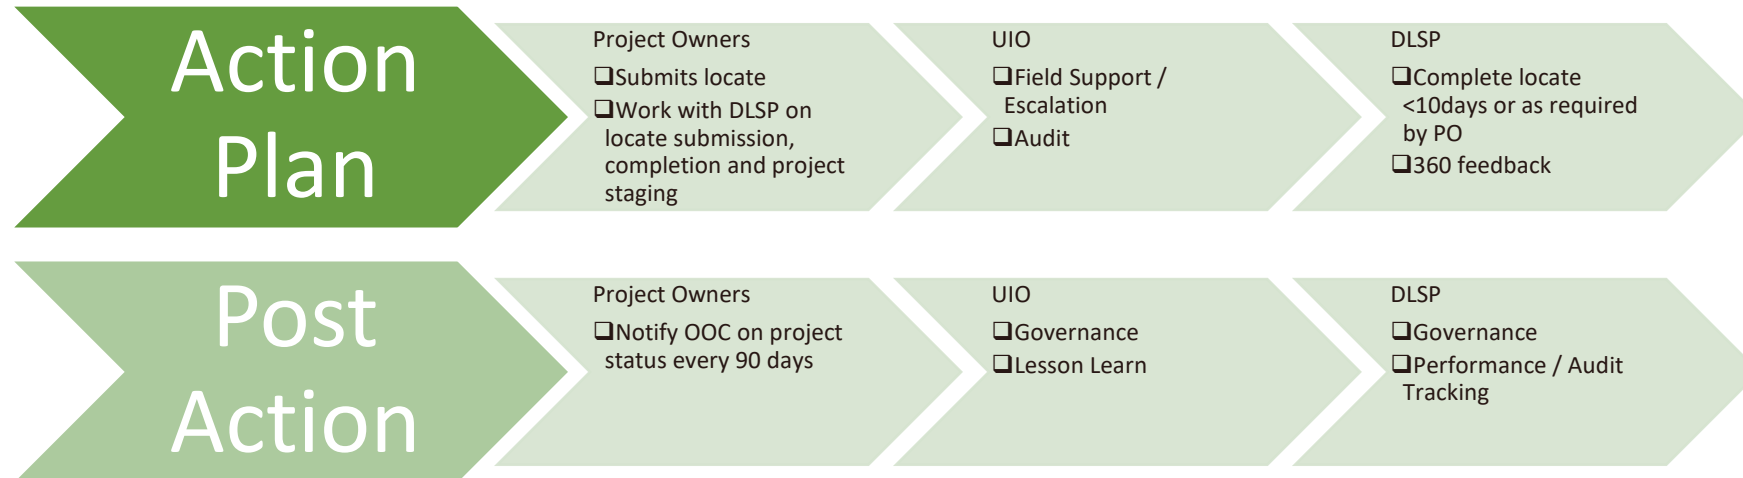 Action
Plan
Project Owners
❑Submits locate
❑Work with DLSP on
locate submission,
completion and project
staging
UIO
❑Field Support /
Escalation
❑Audit
DLSP
❑Complete locate
<10days or as required
by PO
❑360 feedback
Post
Action
Project Owners
❑Notify OOC on project
status every 90 days
UIO
❑Governance
❑Lesson Learn
DLSP
❑Governance
❑Performance / Audit
Tracking